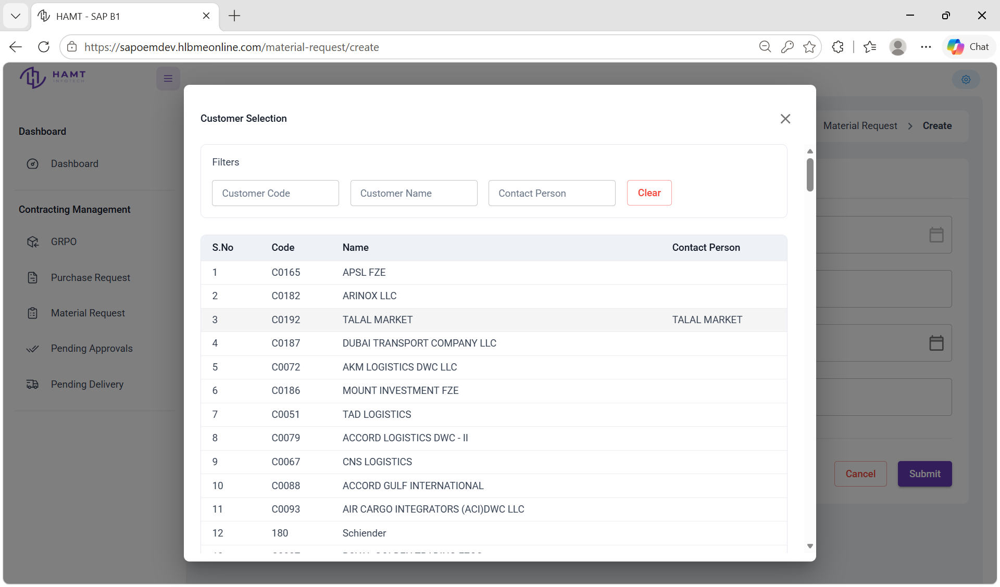 HAMT - SAP B1
https://sapoemdev.hlbmeonline.com/material-request/create
Chat
HAMT
INFOTECH
Dashboard
Dashboard
Contracting Management
GRPO
Purchase Request
Material Request
Pending Approvals
Pending Delivery
Material Request > Create
Customer Selection
Filters
Customer Code
Customer Name
Contact Person
Clear
S.No Code Name Contact Person
1 C0165 APSL FZE
2 C0182 ARINOX LLC
3 C0192 TALAL MARKET TALAL MARKET
4 C0187 DUBAI TRANSPORT COMPANY LLC
5 C0072 AKM LOGISTICS DWC LLC
6 C0186 MOUNT INVESTMENT FZE
7 C0051 TAD LOGISTICS
8 C0079 ACCORD LOGISTICS DWC - II
9 C0067 CNS LOGISTICS
10 C0088 ACCORD GULF INTERNATIONAL
11 C0093 AIR CARGO INTEGRATORS (ACI)DWC LLC
12 180 Schiender
Cancel
Submit